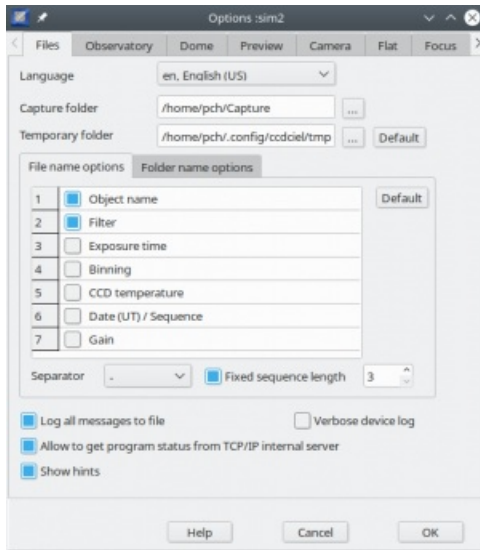 Options :sim2
Files Observatory Dome Preview Camera Flat Focus
Language en, English (US)
Capture folder /home/pch/Capture ...
Temporary folder /home/pch/.config/ccdciel/tmp ... Default
File name options Folder name options
1 Object name Default
2 Filter
3 Exposure time
4 Binning
5 CCD temperature
6 Date (UT) / Sequence
7 Gain
Separator Fixed sequence length 3
Log all messages to file Verbose device log
Allow to get program status from TCP/IP internal server
Show hints
Help Cancel OK